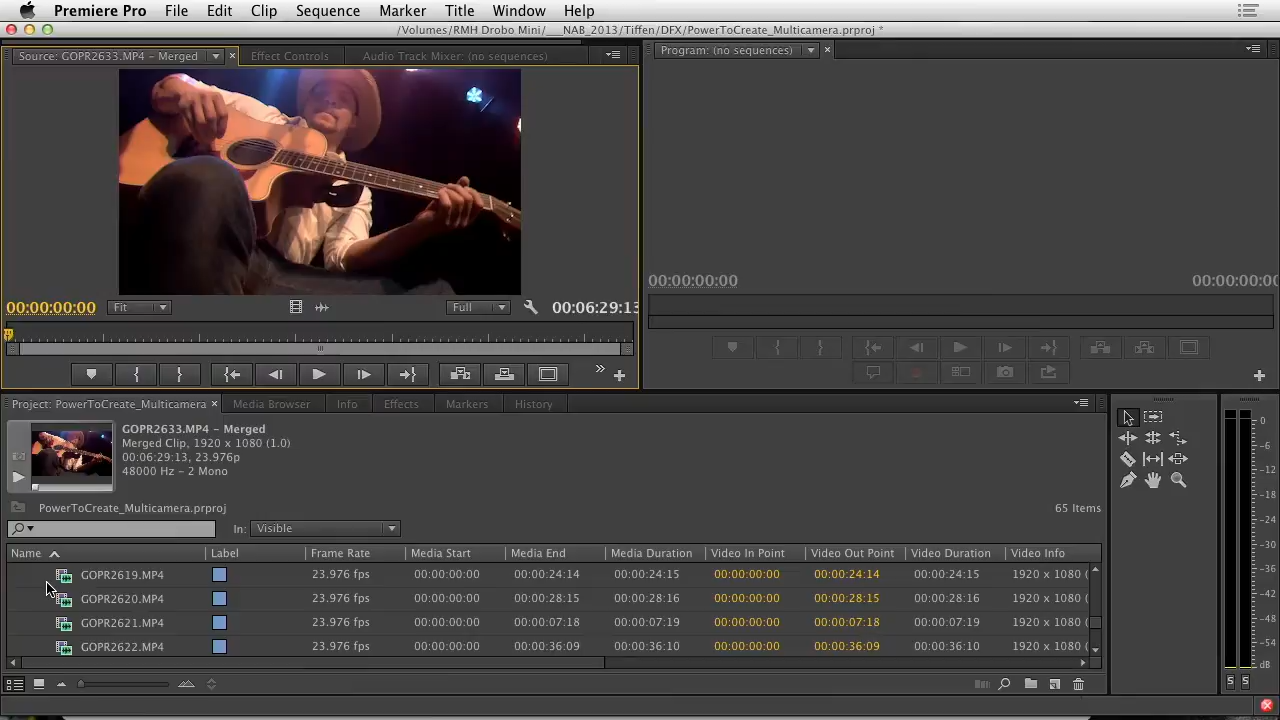 Premiere Pro File Edit Clip Sequence Marker Title Window Help
/Volumes/RMH Drobo Mini/___NAB_2013/Tiffen/DFX/PowerToCreate_Multicamera.prproj *
Source: GOPR2633.MP4 – Merged Effect Controls Audio Track Mixer: (no sequences) Program: (no sequences)
00:00:00:00 00:00:00:00
00:00:00:00 Fit Full 00:06:29:13
Project: PowerToCreate_Multicamera Media Browser Info Effects Markers History
GOPR2633.MP4 – Merged
Merged Clip, 1920 x 1080 (1.0)
00:06:29:13, 23.976p
48000 Hz – 2 Mono
PowerToCreate_Multicamera.prproj 65 Items
In: Visible
Name Label Frame Rate Media Start Media End Media Duration Video In Point Video Out Point Video Duration Video Info
GOPR2619.MP4 23.976 fps 00:00:00:00 00:00:24:14 00:00:24:15 00:00:00:00 00:00:24:14 00:00:24:15 1920 x 1080 (
GOPR2620.MP4 23.976 fps 00:00:00:00 00:00:28:15 00:00:28:16 00:00:00:00 00:00:28:15 00:00:28:16 1920 x 1080 (
GOPR2621.MP4 23.976 fps 00:00:00:00 00:00:07:18 00:00:07:19 00:00:00:00 00:00:07:18 00:00:07:19 1920 x 1080 (
GOPR2622.MP4 23.976 fps 00:00:00:00 00:00:36:09 00:00:36:10 00:00:00:00 00:00:36:09 00:00:36:10 1920 x 1080 (
0
-6
-12
-18
-24
-30
-36
-42
-48
-54
dB
S S